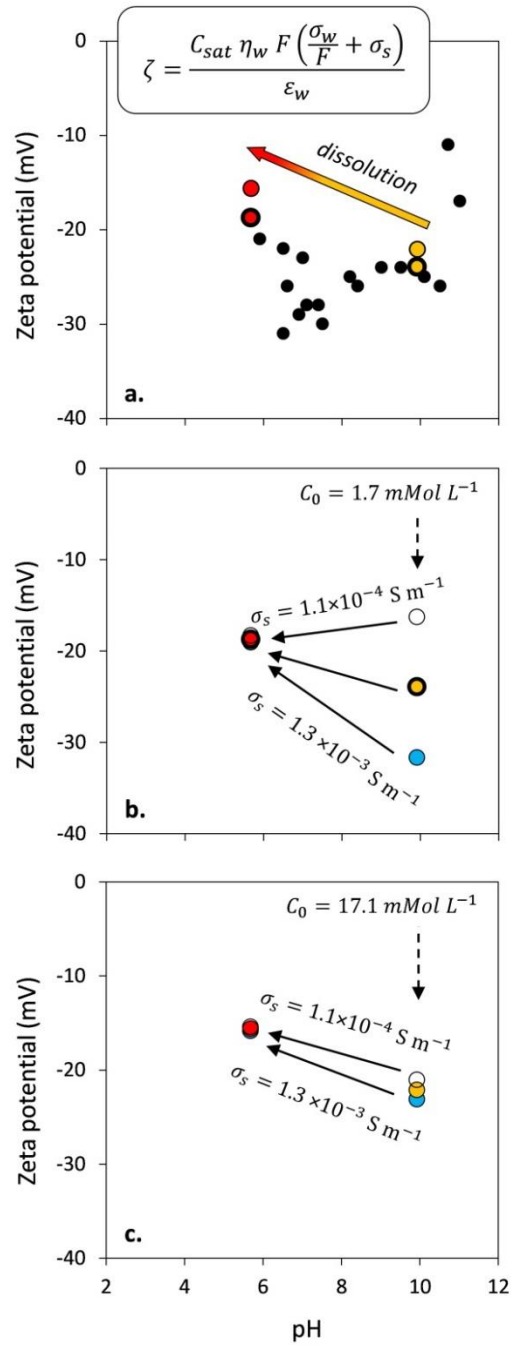 0
ζ = C_sat η_w F (σ_w/F + σ_s) / ε_w
-10
dissolution
-20
-30
-40
Zeta potential (mV)
a.
0
C₀ = 1.7 mMol L⁻¹
-10
σ_s = 1.1×10⁻⁴ S m⁻¹
-20
σ_s = 1.3 ×10⁻³ S m⁻¹
-30
-40
Zeta potential (mV)
b.
0
C₀ = 17.1 mMol L⁻¹
-10
σ_s = 1.1×10⁻⁴ S m⁻¹
-20
σ_s = 1.3 ×10⁻³ S m⁻¹
-30
-40
Zeta potential (mV)
c.
2 4 6 8 10 12
pH